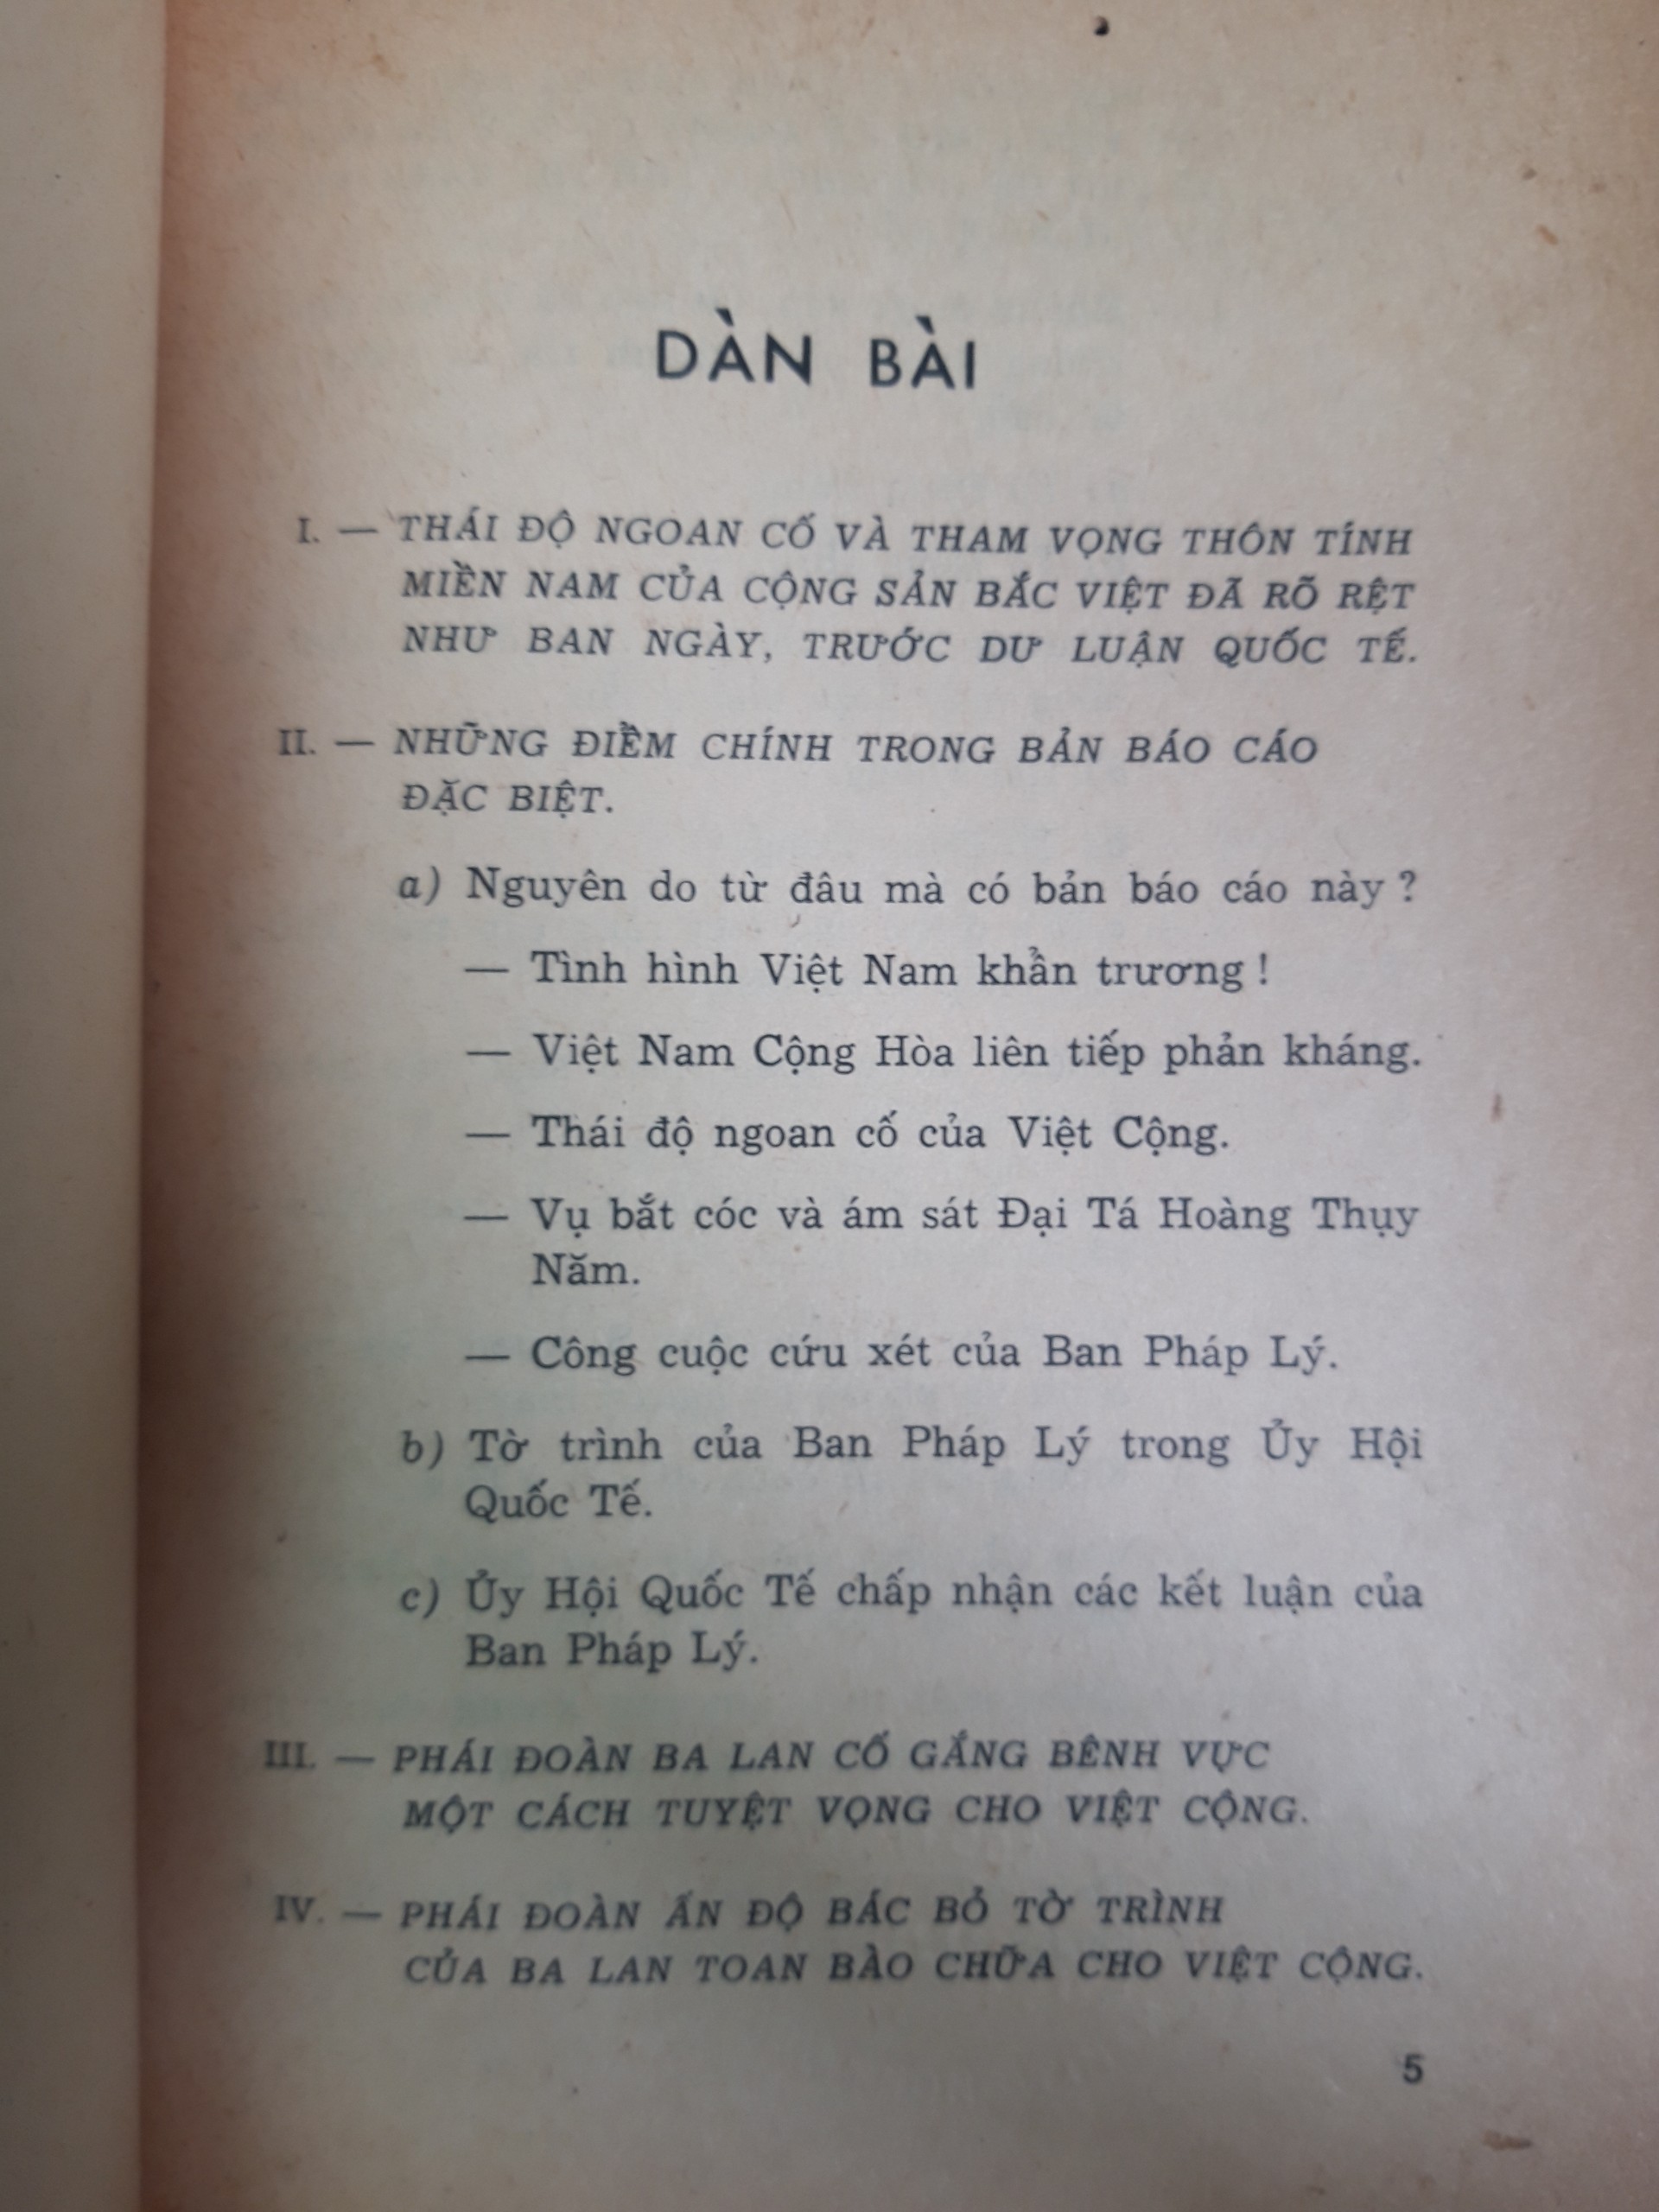 DÀN BÀI
I. — THÁI ĐỘ NGOAN CỐ VÀ THAM VỌNG THÔN TÍNH
MIỀN NAM CỦA CỘNG SẢN BẮC VIỆT ĐÃ RÕ RỆT
NHƯ BAN NGÀY, TRƯỚC DƯ LUẬN QUỐC TẾ.
II. — NHỮNG ĐIỂM CHÍNH TRONG BẢN BÁO CÁO
ĐẶC BIỆT.
a) Nguyên do từ đâu mà có bản báo cáo này ?
— Tình hình Việt Nam khẩn trương !
— Việt Nam Cộng Hòa liên tiếp phản kháng.
— Thái độ ngoan cố của Việt Cộng.
— Vụ bắt cóc và ám sát Đại Tá Hoàng Thụy
Năm.
— Công cuộc cứu xét của Ban Pháp Lý.
b) Tờ trình của Ban Pháp Lý trong Ủy Hội
Quốc Tế.
c) Ủy Hội Quốc Tế chấp nhận các kết luận của
Ban Pháp Lý.
III. — PHÁI ĐOÀN BA LAN CỐ GẮNG BÊNH VỰC
MỘT CÁCH TUYỆT VỌNG CHO VIỆT CỘNG.
IV. — PHÁI ĐOÀN ẤN ĐỘ BÁC BỎ TỜ TRÌNH
CỦA BA LAN TOAN BÀO CHỮA CHO VIỆT CỘNG.
5